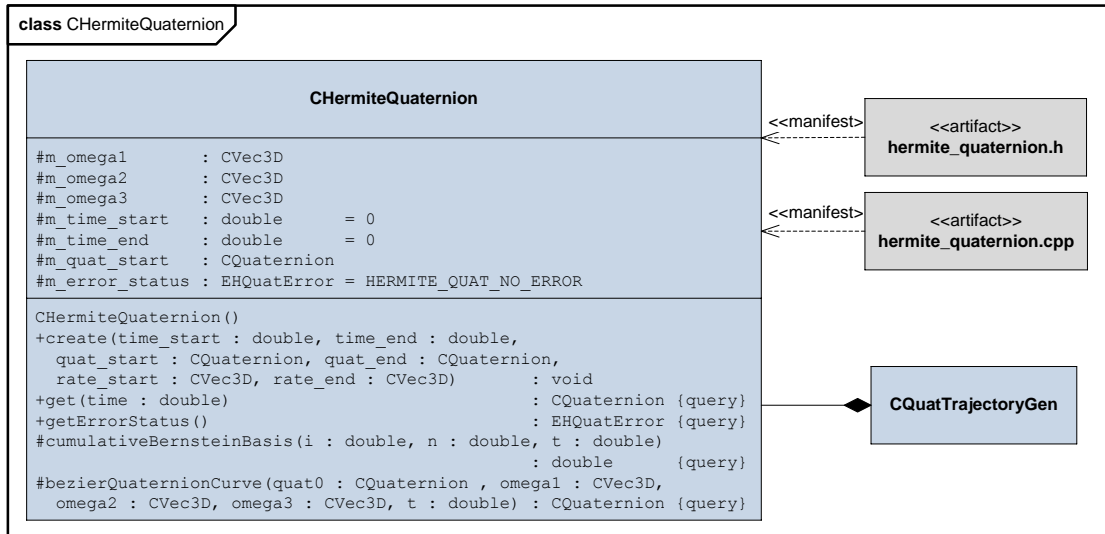 class CHermiteQuaternion
CHermiteQuaternion
#m_omega1 : CVec3D
#m_omega2 : CVec3D
#m_omega3 : CVec3D
#m_time_start : double = 0
#m_time_end : double = 0
#m_quat_start : CQuaternion
#m_error_status : EHQuatError = HERMITE_QUAT_NO_ERROR
CHermiteQuaternion()
+create(time_start : double, time_end : double,
quat_start : CQuaternion, quat_end : CQuaternion,
rate_start : CVec3D, rate_end : CVec3D) : void
+get(time : double) : CQuaternion {query}
+getErrorStatus() : EHQuatError {query}
#cumulativeBernsteinBasis(i : double, n : double, t : double)
: double {query}
#bezierQuaternionCurve(quat0 : CQuaternion , omega1 : CVec3D,
omega2 : CVec3D, omega3 : CVec3D, t : double) : CQuaternion {query}
<<manifest>
<<artifact>>
hermite_quaternion.h
<<manifest>
<<artifact>>
hermite_quaternion.cpp
CQuatTrajectoryGen